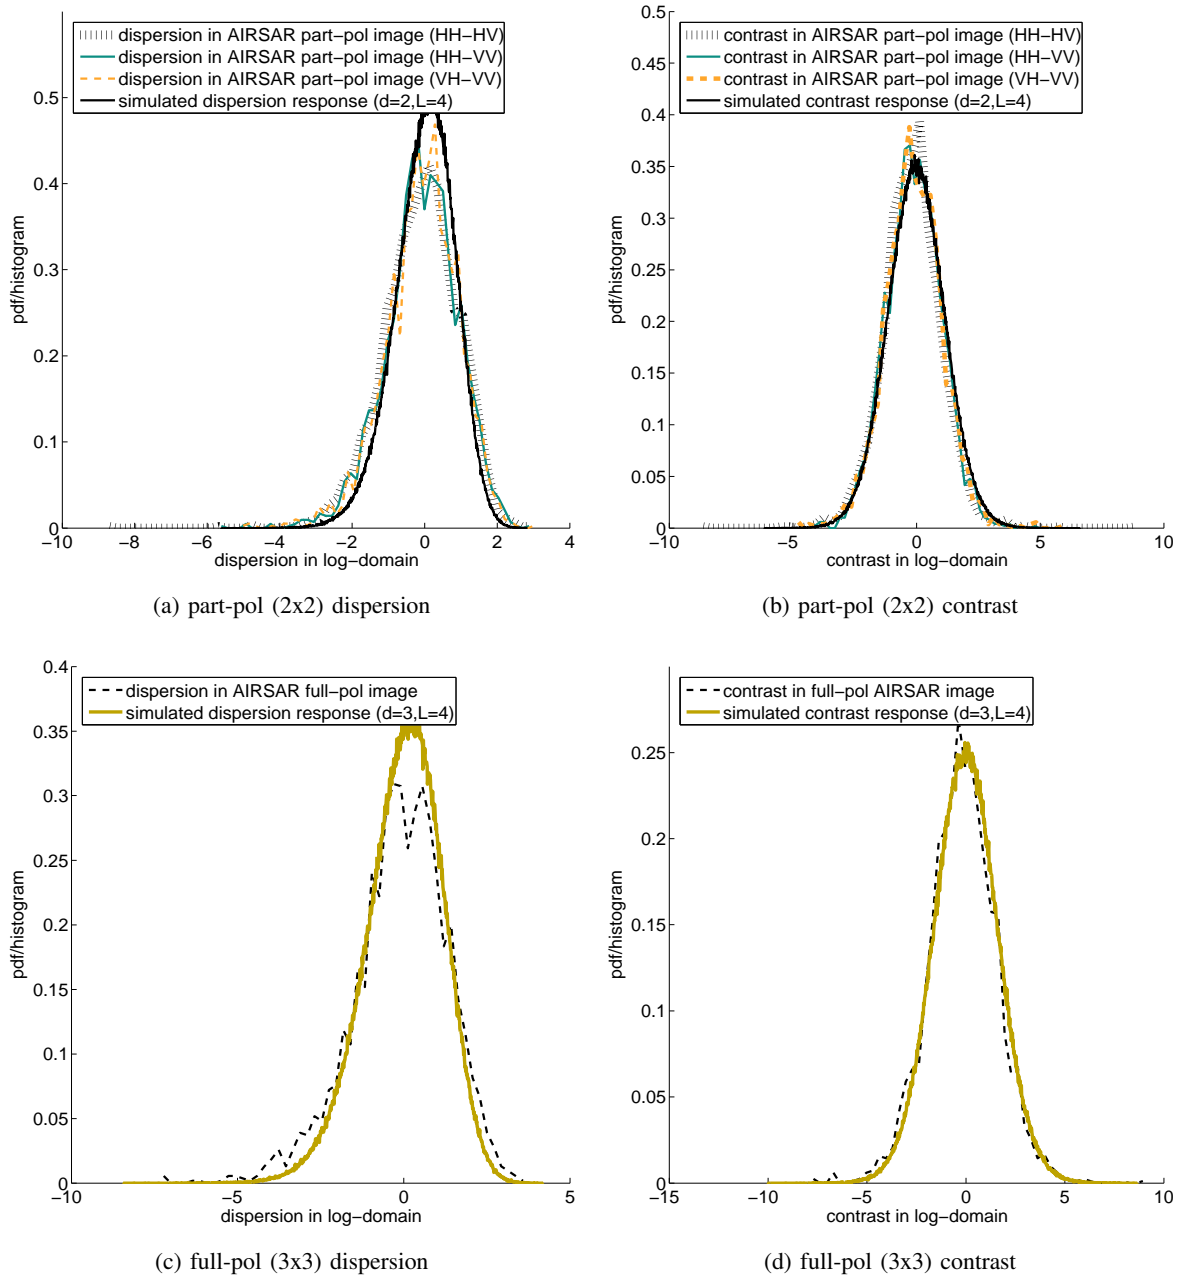 dispersion in AIRSAR part−pol image (HH−HV)
dispersion in AIRSAR part−pol image (HH−VV)
dispersion in AIRSAR part−pol image (VH−VV)
simulated dispersion response (d=2,L=4)
0.5
0.4
0.3
0.2
0.1
0
pdf/histogram
−10 −8 −6 −4 −2 0 2 4
dispersion in log−domain
(a) part-pol (2x2) dispersion
contrast in AIRSAR part−pol image (HH−HV)
contrast in AIRSAR part−pol image (HH−VV)
contrast in AIRSAR part−pol image (VH−VV)
simulated contrast response (d=2,L=4)
0.5
0.45
0.4
0.35
0.3
0.25
0.2
0.15
0.1
0.05
0
pdf/histogram
−10 −5 0 5 10
contrast in log−domain
(b) part-pol (2x2) contrast
dispersion in AIRSAR full−pol image
simulated dispersion response (d=3,L=4)
0.4
0.35
0.3
0.25
0.2
0.15
0.1
0.05
0
pdf/histogram
−10 −5 0 5
dispersion in log−domain
(c) full-pol (3x3) dispersion
contrast in full−pol AIRSAR image
simulated contrast response (d=3,L=4)
0.25
0.2
0.15
0.1
0.05
0
pdf/histogram
−15 −10 −5 0 5 10
contrast in log−domain
(d) full-pol (3x3) contrast